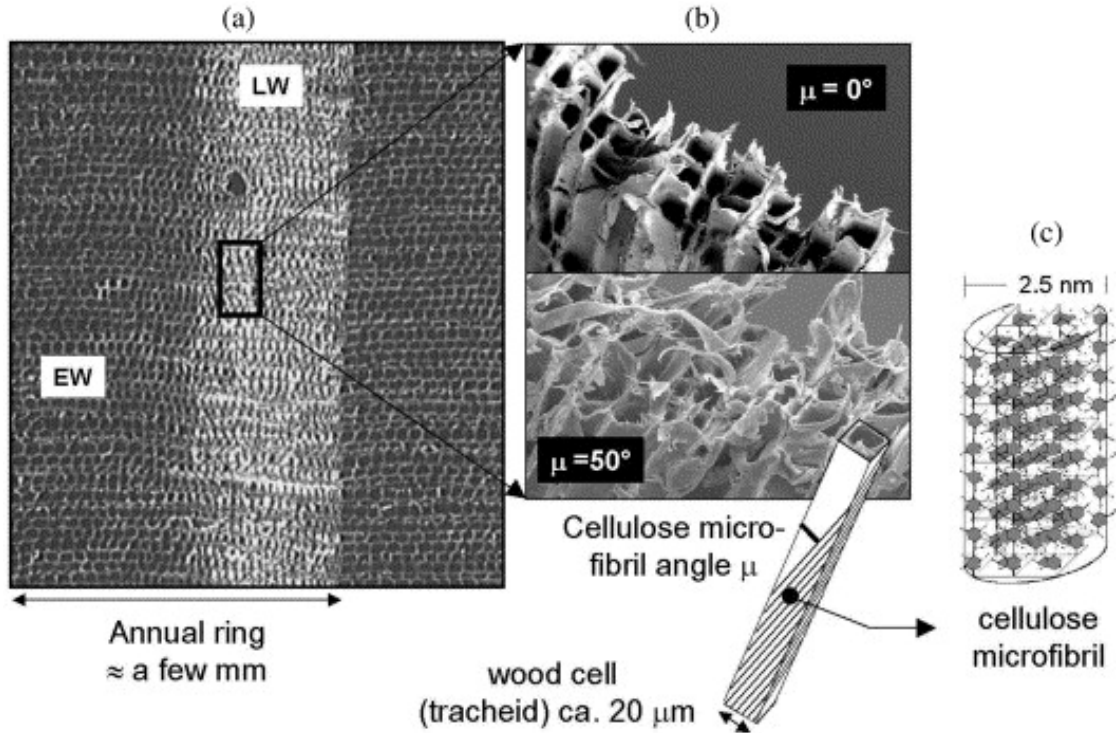 (a)
(b)
LW
EW
μ = 0°
μ =50°
(c)
2.5 nm
Cellulose micro-
fibril angle μ
Annual ring
≈ a few mm
wood cell
(tracheid) ca. 20 μm
cellulose
microfibril